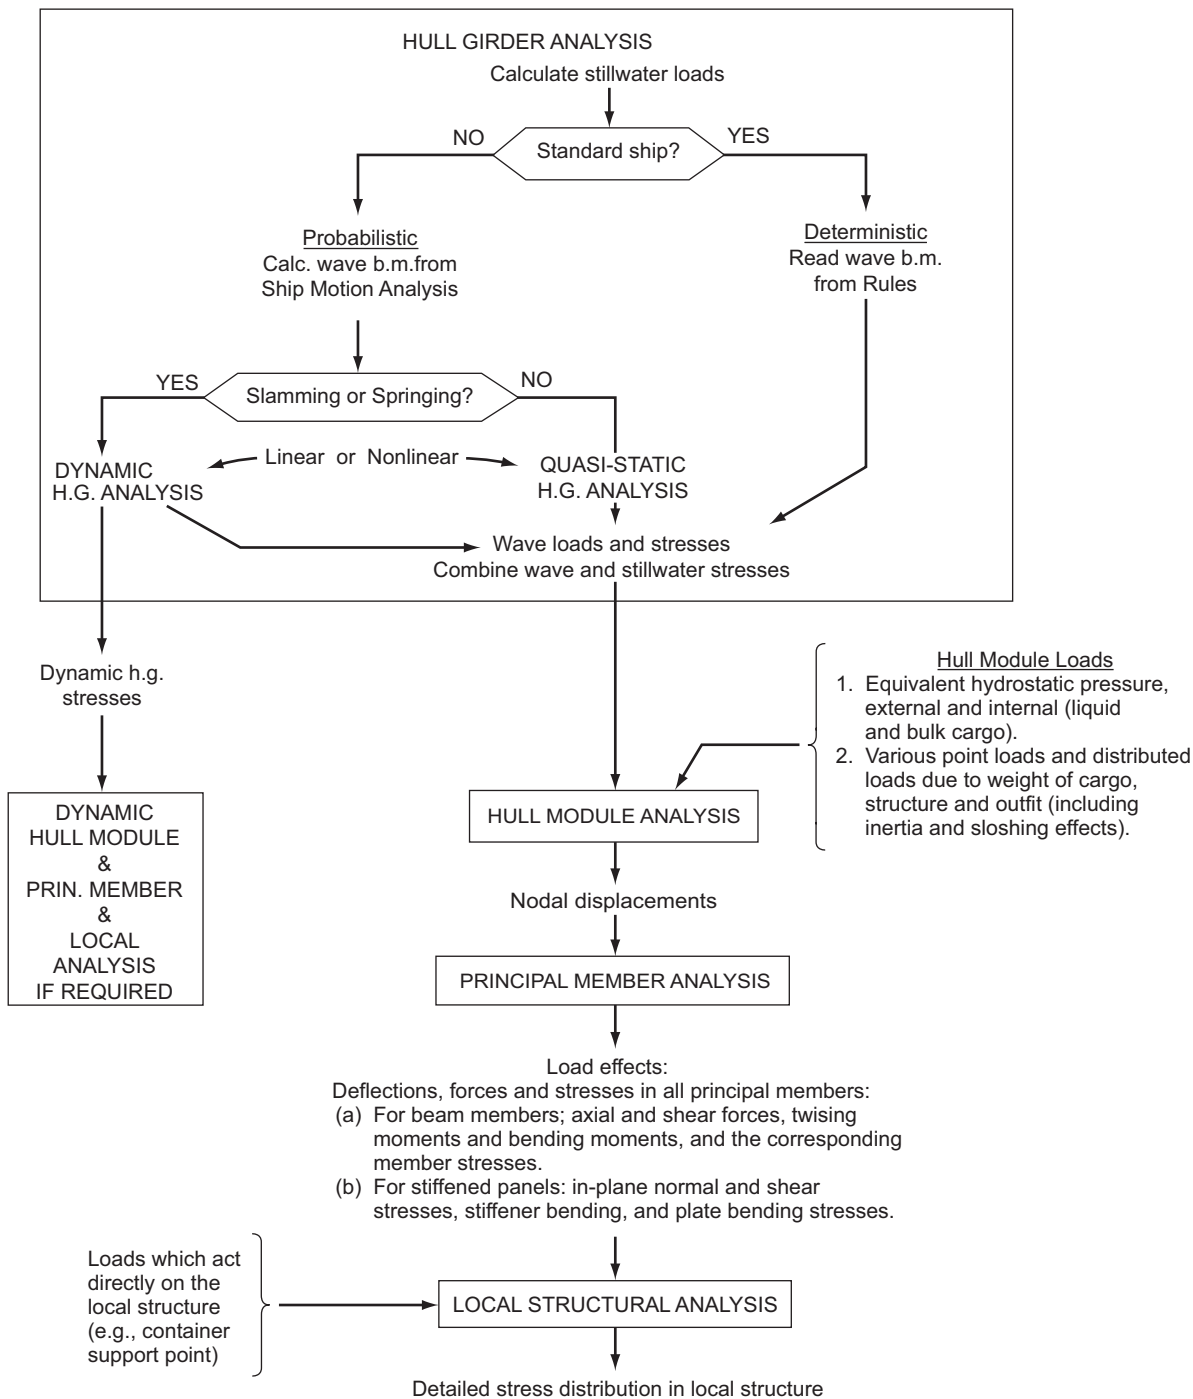 HULL GIRDER ANALYSIS
Calculate stillwater loads
NO
YES
Standard ship?
Probabilistic
Calc. wave b.m.from
Ship Motion Analysis
Deterministic
Read wave b.m.
from Rules
YES
NO
Slamming or Springing?
Linear or Nonlinear
DYNAMIC
H.G. ANALYSIS
QUASI-STATIC
H.G. ANALYSIS
Wave loads and stresses
Combine wave and stillwater stresses
Dynamic h.g.
stresses
Hull Module Loads
1. Equivalent hydrostatic pressure,
external and internal (liquid
and bulk cargo).
2. Various point loads and distributed
loads due to weight of cargo,
structure and outfit (including
inertia and sloshing effects).
DYNAMIC
HULL MODULE
&
PRIN. MEMBER
&
LOCAL
ANALYSIS
IF REQUIRED
HULL MODULE ANALYSIS
Nodal displacements
PRINCIPAL MEMBER ANALYSIS
Load effects:
Deflections, forces and stresses in all principal members:
(a) For beam members; axial and shear forces, twising
moments and bending moments, and the corresponding
member stresses.
(b) For stiffened panels: in-plane normal and shear
stresses, stiffener bending, and plate bending stresses.
Loads which act
directly on the
local structure
(e.g., container
support point)
LOCAL STRUCTURAL ANALYSIS
Detailed stress distribution in local structure